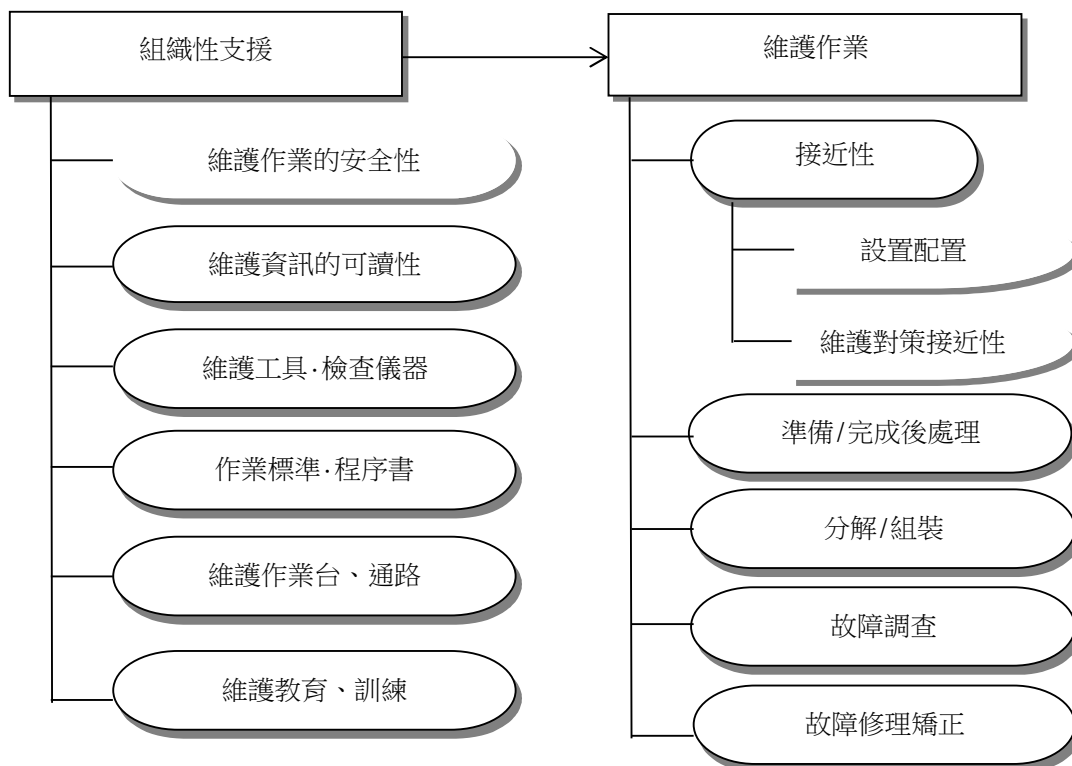 組織性支援
維護作業的安全性
維護資訊的可讀性
維護工具·檢查儀器
作業標準·程序書
維護作業台、通路
維護教育、訓練
維護作業
接近性
設置配置
維護對策接近性
準備/完成後處理
分解/組裝
故障調查
故障修理矯正